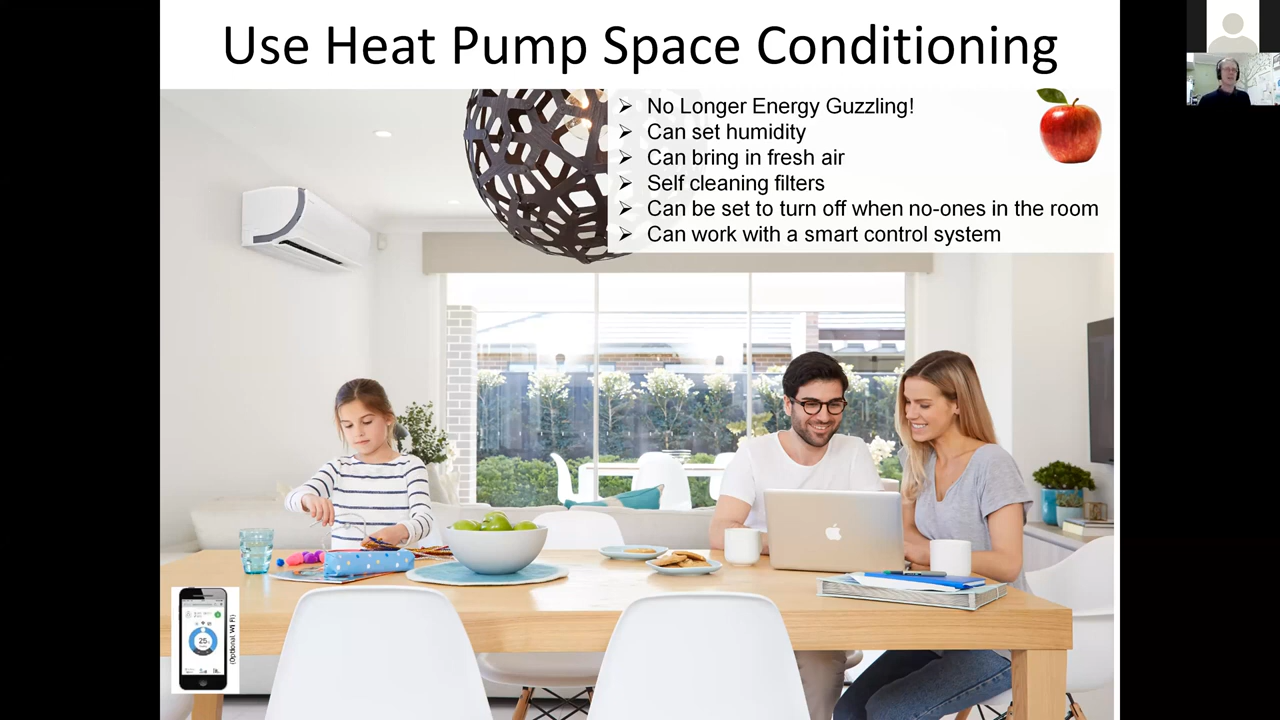 Use Heat Pump Space Conditioning
➢ No Longer Energy Guzzling!
➢ Can set humidity
➢ Can bring in fresh air
➢ Self cleaning filters
➢ Can be set to turn off when no-ones in the room
➢ Can work with a smart control system
25
(Optional Wi Fi)